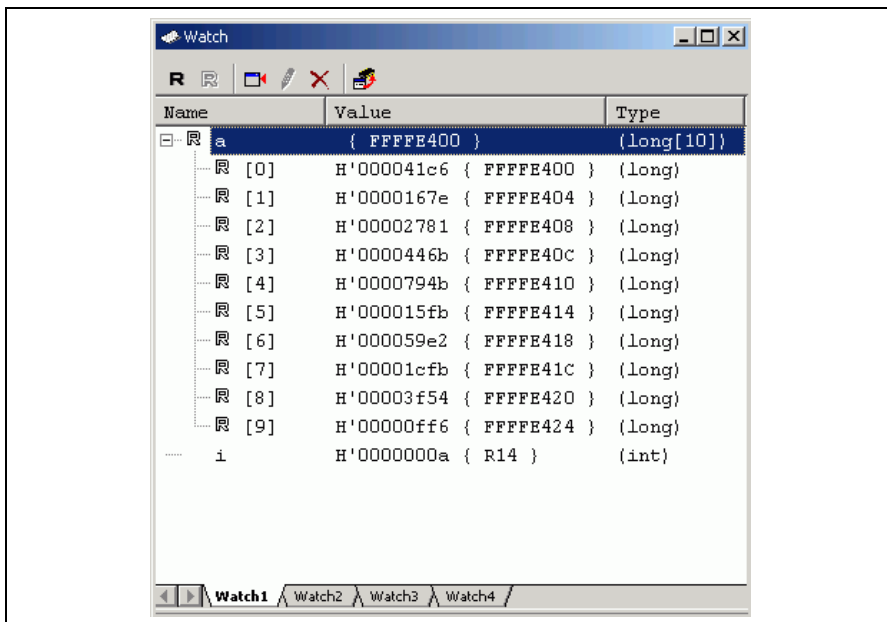 Watch
R R
Name Value Type
R a { FFFFE400 } (long[10])
R [0] H'000041c6 { FFFFE400 } (long)
R [1] H'0000167e { FFFFE404 } (long)
R [2] H'00002781 { FFFFE408 } (long)
R [3] H'0000446b { FFFFE40C } (long)
R [4] H'0000794b { FFFFE410 } (long)
R [5] H'000015fb { FFFFE414 } (long)
R [6] H'000059e2 { FFFFE418 } (long)
R [7] H'00001cfb { FFFFE41C } (long)
R [8] H'00003f54 { FFFFE420 } (long)
R [9] H'00000ff6 { FFFFE424 } (long)
i H'0000000a { R14 } (int)
Watch1 Watch2 Watch3 Watch4